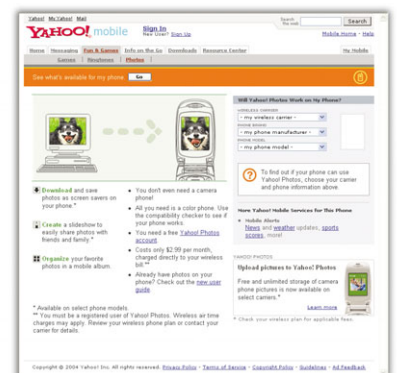 Yahoo! My Yahoo! Mail
Search the web
Search
YAHOO! mobile
Sign In
New User? Sign Up
Mobile Home - Help
Home Messaging Fun & Games Info on the Go Downloads Resource Center My Mobile
Games Ringtones Photos
See what's available for my phone. Go
Will Yahoo! Photos Work on My Phone?
WIRELESS CARRIER
- my wireless carrier -
PHONE BRAND
- my phone manufacturer -
PHONE MODEL
- my phone model -
To find out if your phone can
use Yahoo! Photos, choose your carrier
and phone information above.
More Yahoo! Mobile Services for This Phone
Mobile Alerts
News and weather updates, sports
scores, more!
Download and save
photos as screen savers on
your phone.*
Create a slideshow to
easily share photos with
friends and family.*
Organize your favorite
photos in a mobile album.
• You don't even need a camera
phone!
• All you need is a color phone. Use
the compatibility checker to see if
your phone works.
• You need a free Yahoo! Photos
account.
• Costs only $2.99 per month,
charged directly to your wireless
bill.**
• Already have photos on your
phone? Check out the new user
guide.
YAHOO! PHOTOS
Upload pictures to Yahoo! Photos
Free and unlimited storage of camera
phone pictures is now available on
select carriers.*
Learn more
* Check your wireless plan for applicable fees.
* Available on select phone models.
** You must be a registered user of Yahoo! Photos. Wireless air time
charges may apply. Review your wireless phone plan or contact your
carrier for details.
Copyright © 2004 Yahoo! Inc. All rights reserved. Privacy Policy - Terms of Service - Copyright Policy - Guidelines - Ad Feedback